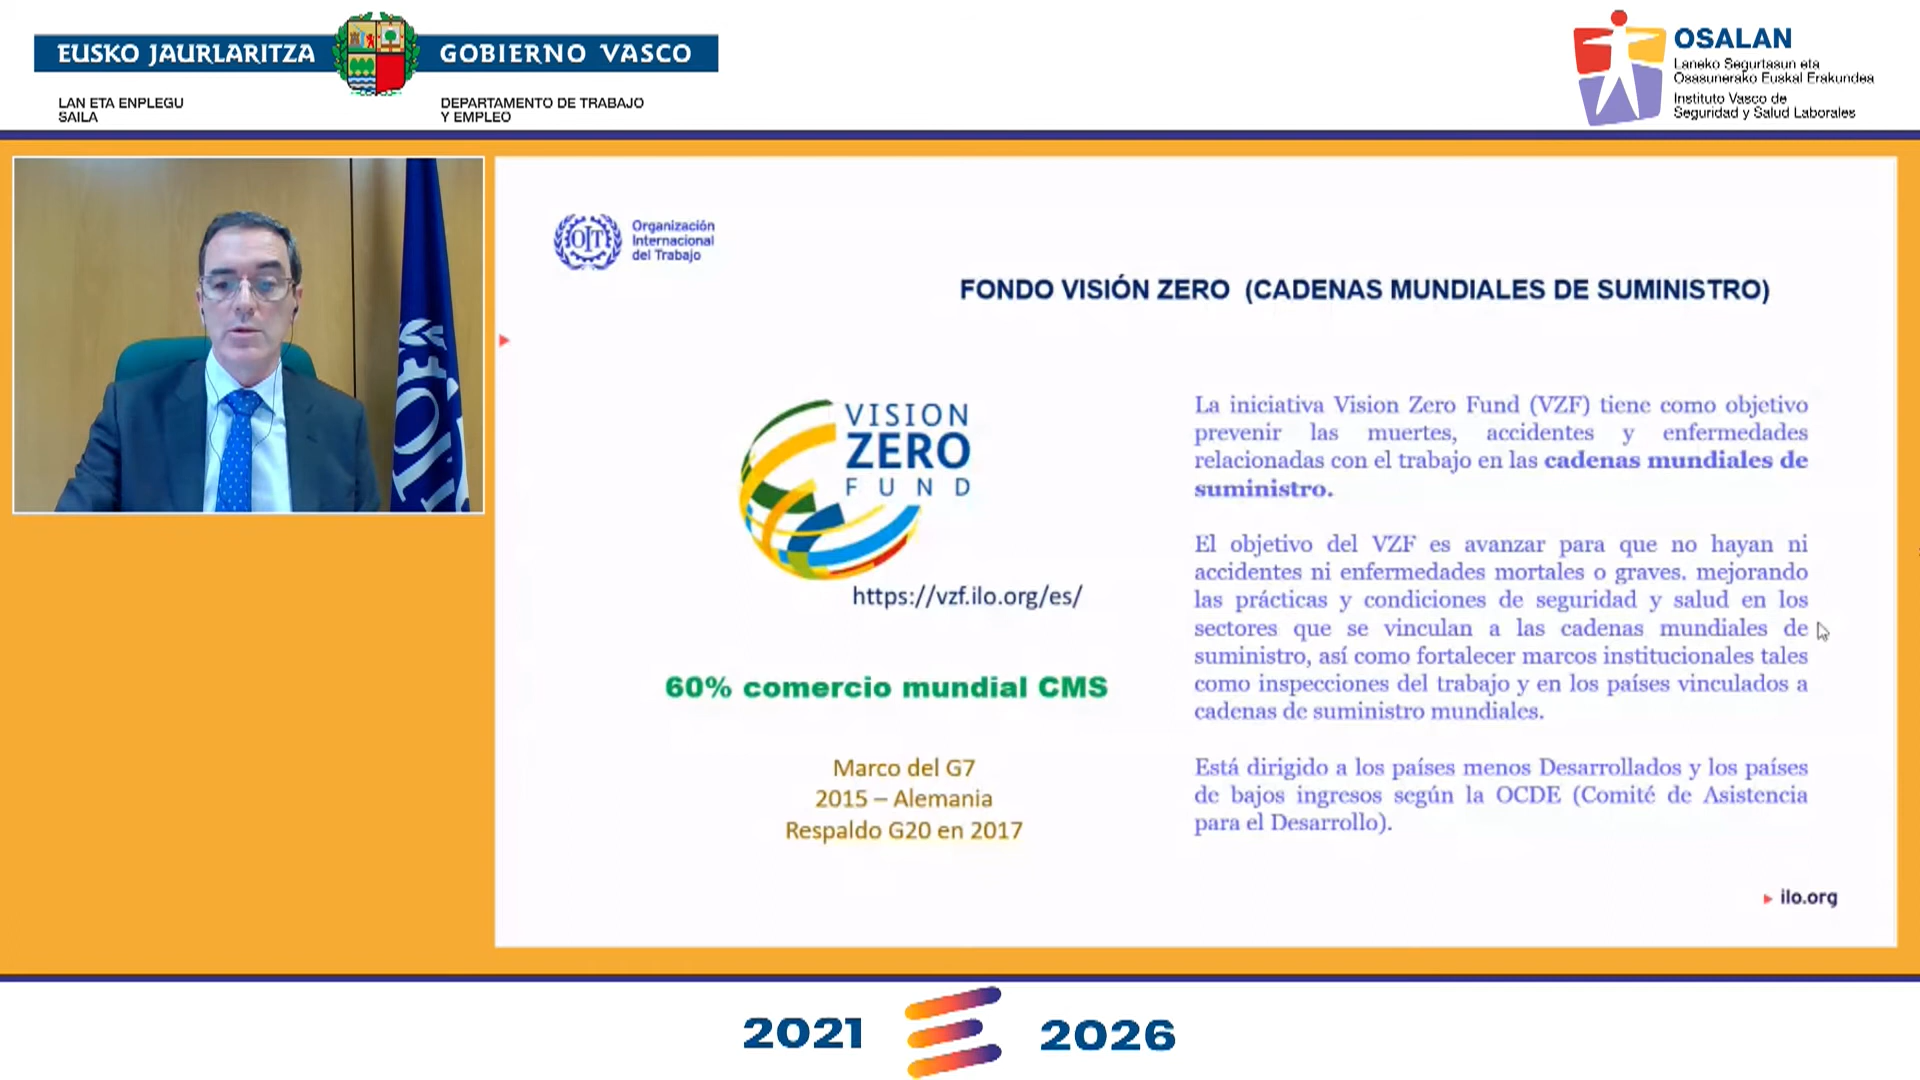 EUSKO JAURLARITZA
GOBIERNO VASCO
LAN ETA ENPLEGU
SAILA
DEPARTAMENTO DE TRABAJO
Y EMPLEO
OSALAN
Laneko Segurtasun eta
Osasunerako Euskal Erakundea
Instituto Vasco de
Seguridad y Salud Laborales
OIT
OIT
Organización
Internacional
del Trabajo
FONDO VISIÓN ZERO (CADENAS MUNDIALES DE SUMINISTRO)
VISION
ZERO
FUND
https://vzf.ilo.org/es/
60% comercio mundial CMS
Marco del G7
2015 – Alemania
Respaldo G20 en 2017
La iniciativa Vision Zero Fund (VZF) tiene como objetivo
prevenir las muertes, accidentes y enfermedades
relacionadas con el trabajo en las cadenas mundiales de
suministro.
El objetivo del VZF es avanzar para que no hayan ni
accidentes ni enfermedades mortales o graves. mejorando
las prácticas y condiciones de seguridad y salud en los
sectores que se vinculan a las cadenas mundiales de
suministro, así como fortalecer marcos institucionales tales
como inspecciones del trabajo y en los países vinculados a
cadenas de suministro mundiales.
Está dirigido a los países menos Desarrollados y los países
de bajos ingresos según la OCDE (Comité de Asistencia
para el Desarrollo).
ilo.org
2021
2026